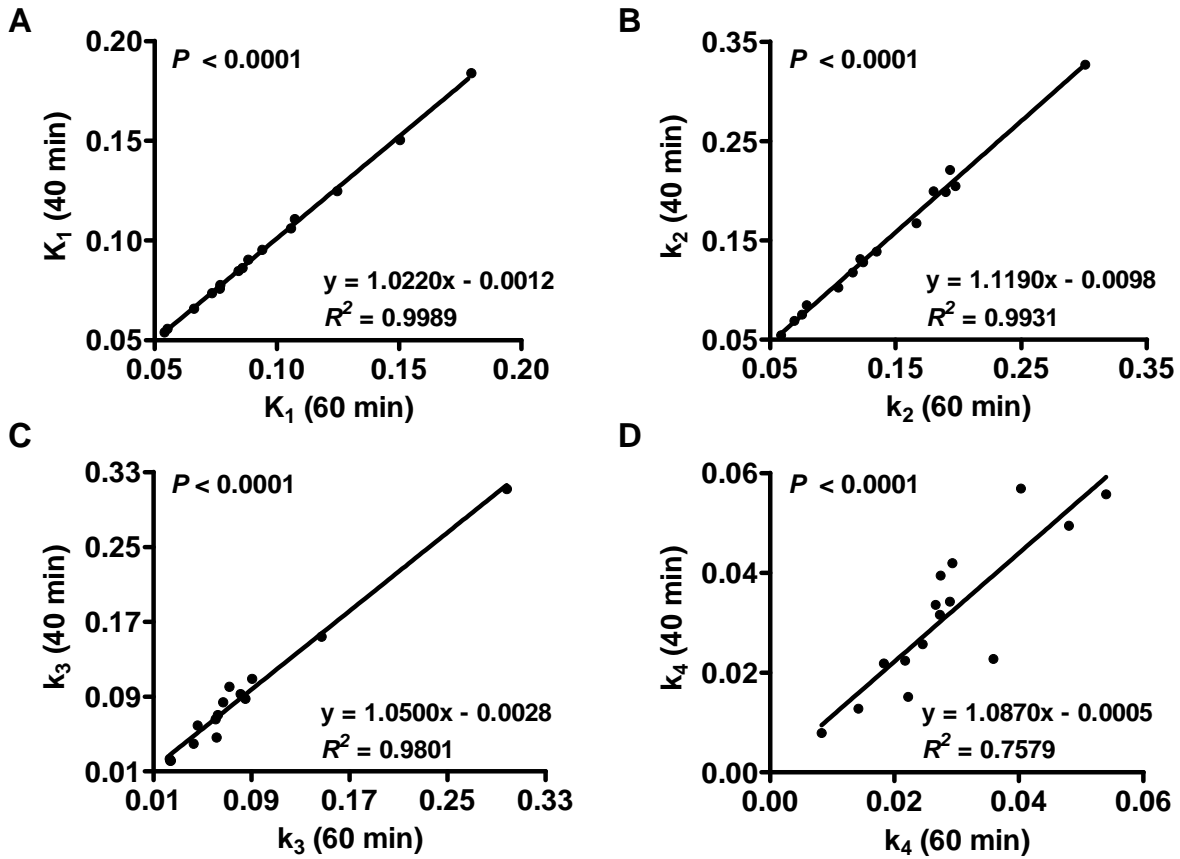 A
P < 0.0001
0.20
0.15
0.10
0.05
K1 (40 min)
y = 1.0220x - 0.0012
R2 = 0.9989
0.05 0.10 0.15 0.20
K1 (60 min)
B
P < 0.0001
0.35
0.25
0.15
0.05
k2 (40 min)
y = 1.1190x - 0.0098
R2 = 0.9931
0.05 0.15 0.25 0.35
k2 (60 min)
C
P < 0.0001
0.33
0.25
0.17
0.09
0.01
k3 (40 min)
y = 1.0500x - 0.0028
R2 = 0.9801
0.01 0.09 0.17 0.25 0.33
k3 (60 min)
D
P < 0.0001
0.06
0.04
0.02
0.00
k4 (40 min)
y = 1.0870x - 0.0005
R2 = 0.7579
0.00 0.02 0.04 0.06
k4 (60 min)